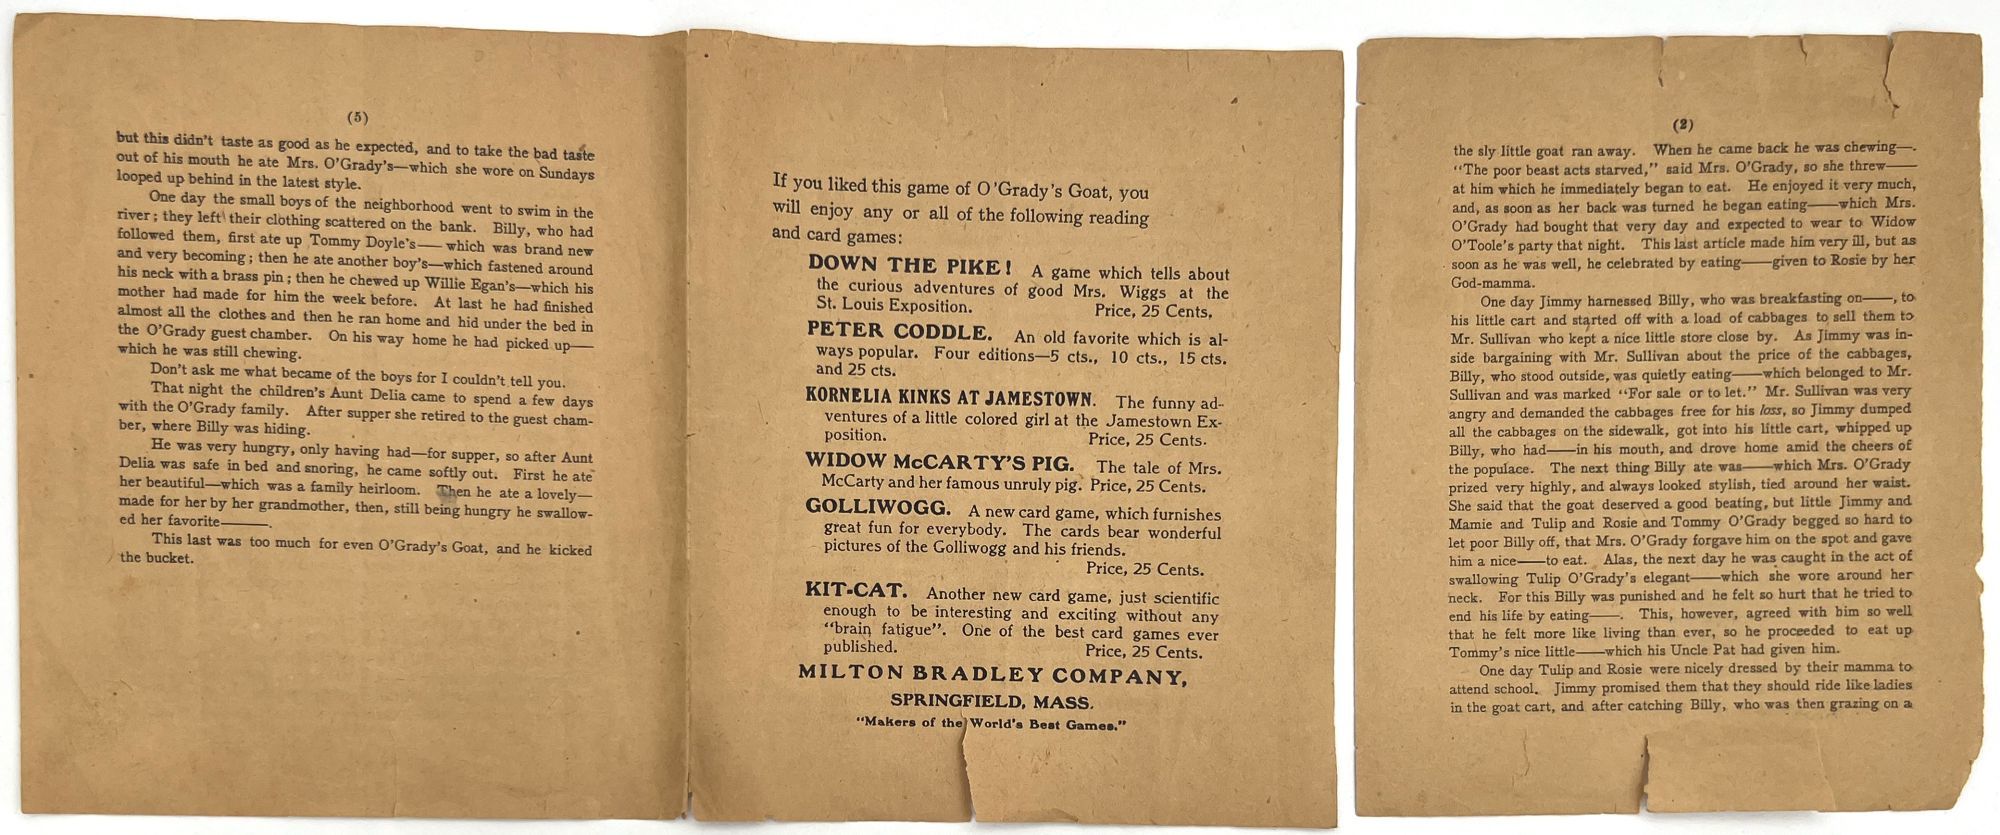 (5)
but this didn't taste as good as he expected, and to take the bad taste
out of his mouth he ate Mrs. O'Grady's—which she wore on Sundays
looped up behind in the latest style.
One day the small boys of the neighborhood went to swim in the
river; they left their clothing scattered on the bank. Billy, who had
followed them, first ate up Tommy Doyle's—which was brand new
and very becoming; then he ate another boy's—which fastened around
his neck with a brass pin; then he chewed up Willie Egan's—which his
mother had made for him the week before. At last he had finished
almost all the clothes and then he ran home and hid under the bed in
the O'Grady guest chamber. On his way home he had picked up—
which he was still chewing.
Don't ask me what became of the boys for I couldn't tell you.
That night the children's Aunt Delia came to spend a few days
with the O'Grady family. After supper she retired to the guest cham-
ber, where Billy was hiding.
He was very hungry, only having had—for supper, so after Aunt
Delia was safe in bed and snoring, he came softly out. First he ate
her beautiful—which was a family heirloom. Then he ate a lovely—
made for her by her grandmother, then, still being hungry he swallow-
ed her favorite——.
This last was too much for even O'Grady's Goat, and he kicked
the bucket.
If you liked this game of O'Grady's Goat, you
will enjoy any or all of the following reading
and card games:
DOWN THE PIKE! A game which tells about
the curious adventures of good Mrs. Wiggs at the
St. Louis Exposition. Price, 25 Cents.
PETER CODDLE. An old favorite which is al-
ways popular. Four editions—5 cts., 10 cts., 15 cts.
and 25 cts.
KORNELIA KINKS AT JAMESTOWN. The funny ad-
ventures of a little colored girl at the Jamestown Ex-
position. Price, 25 Cents.
WIDOW McCARTY'S PIG. The tale of Mrs.
McCarty and her famous unruly pig. Price, 25 Cents.
GOLLIWOGG. A new card game, which furnishes
great fun for everybody. The cards bear wonderful
pictures of the Golliwogg and his friends.
Price, 25 Cents.
KIT-CAT. Another new card game, just scientific
enough to be interesting and exciting without any
"brain fatigue". One of the best card games ever
published. Price, 25 Cents.
MILTON BRADLEY COMPANY,
SPRINGFIELD, MASS.
"Makers of the World's Best Games."
(2)
the sly little goat ran away. When he came back he was chewing—.
"The poor beast acts starved," said Mrs. O'Grady, so she threw——
at him which he immediately began to eat. He enjoyed it very much,
and, as soon as her back was turned he began eating——which Mrs.
O'Grady had bought that very day and expected to wear to Widow
O'Toole's party that night. This last article made him very ill, but as
soon as he was well, he celebrated by eating——given to Rosie by her
God-mamma.
One day Jimmy harnessed Billy, who was breakfasting on——, to
his little cart and started off with a load of cabbages to sell them to
Mr. Sullivan who kept a nice little store close by. As Jimmy was in-
side bargaining with Mr. Sullivan about the price of the cabbages,
Billy, who stood outside, was quietly eating——which belonged to Mr.
Sullivan and was marked "For sale or to let." Mr. Sullivan was very
angry and demanded the cabbages free for his loss, so Jimmy dumped
all the cabbages on the sidewalk, got into his little cart, whipped up
Billy, who had——in his mouth, and drove home amid the cheers of
the populace. The next thing Billy ate was——which Mrs. O'Grady
prized very highly, and always looked stylish, tied around her waist.
She said that the goat deserved a good beating, but little Jimmy and
Mamie and Tulip and Rosie and Tommy O'Grady begged so hard to
let poor Billy off, that Mrs. O'Grady forgave him on the spot and gave
him a nice——to eat. Alas, the next day he was caught in the act of
swallowing Tulip O'Grady's elegant——which she wore around her
neck. For this Billy was punished and he felt so hurt that he tried to
end his life by eating——. This, however, agreed with him so well
that he felt more like living than ever, so he proceeded to eat up
Tommy's nice little——which his Uncle Pat had given him.
One day Tulip and Rosie were nicely dressed by their mamma to
attend school. Jimmy promised them that they should ride like ladies
in the goat cart, and after catching Billy, who was then grazing on a